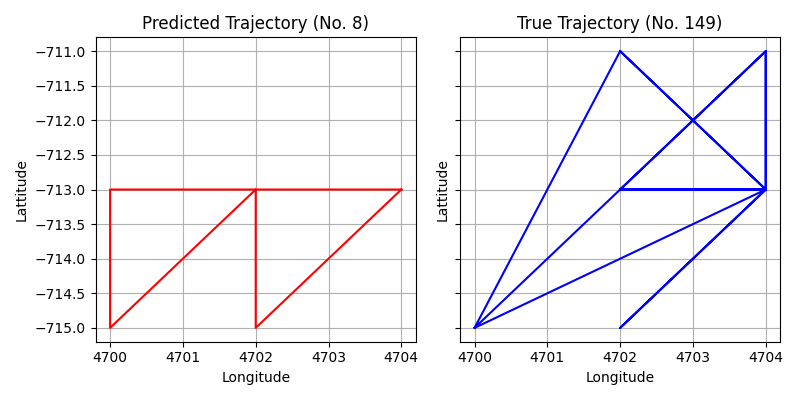 Predicted Trajectory (No. 8)
True Trajectory (No. 149)
−711.0
−711.5
−712.0
−712.5
−713.0
−713.5
−714.0
−714.5
−715.0
Lattitude
Lattitude
4700 4701 4702 4703 4704
4700 4701 4702 4703 4704
Longitude
Longitude